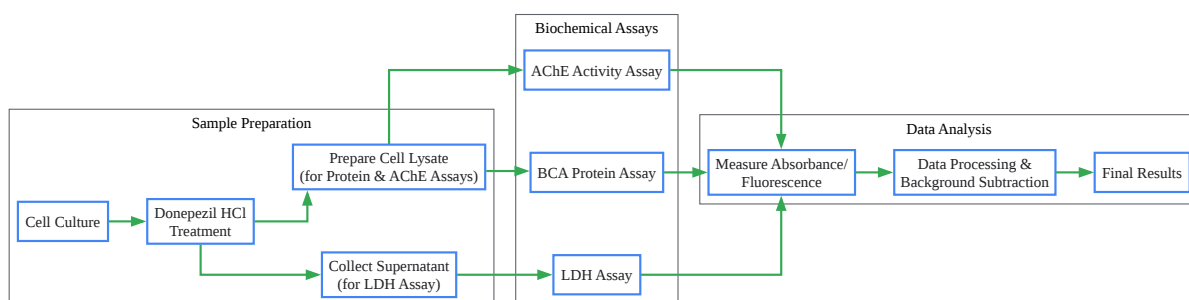 Biochemical Assays
AChE Activity Assay
Sample Preparation
Data Analysis
Prepare Cell Lysate
(for Protein & AChE Assays)
BCA Protein Assay
Measure Absorbance/
Fluorescence
Data Processing &
Background Subtraction
Final Results
Cell Culture
Donepezil HCl
Treatment
Collect Supernatant
(for LDH Assay)
LDH Assay